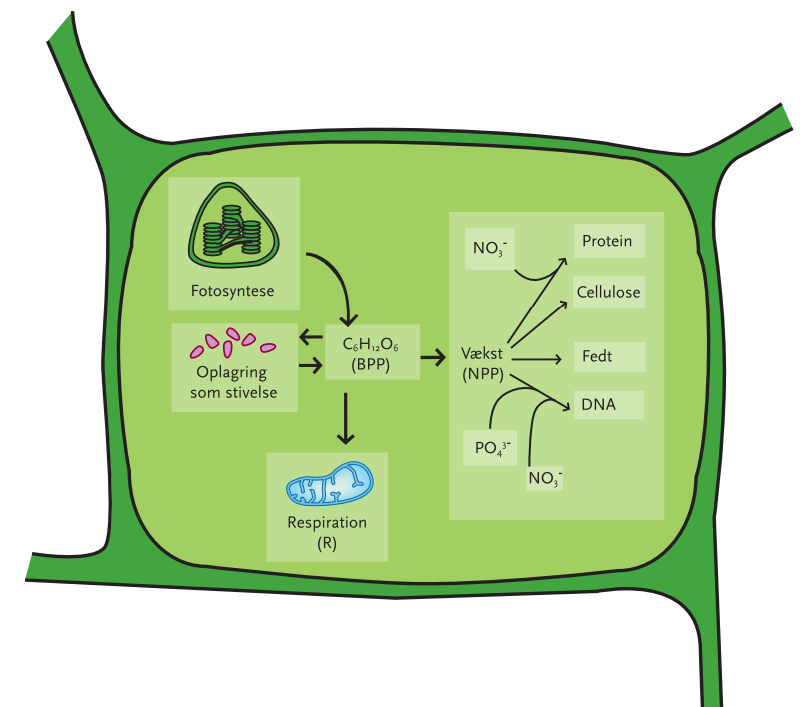 Fotosyntese
Oplagring
som stivelse
C₆H₁₂O₆
(BPP)
Respiration
(R)
Vækst
(NPP)
NO₃⁻
Protein
Cellulose
Fedt
DNA
PO₄³⁻
NO₃⁻